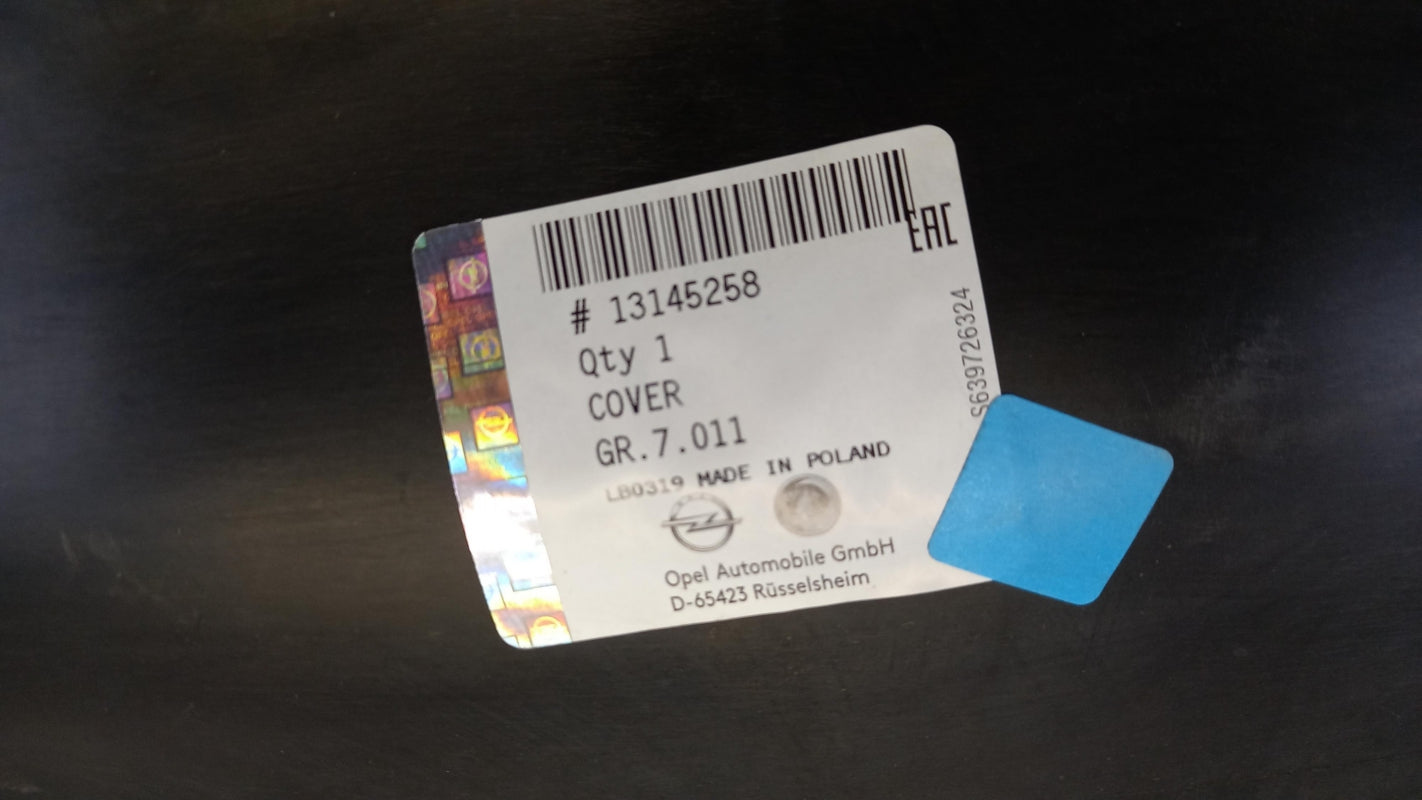 EAC
# 13145258
Qty 1
COVER
GR.7.011
LB0319 MADE IN POLAND
Opel Automobile GmbH
D-65423 Rüsselsheim
S639726324